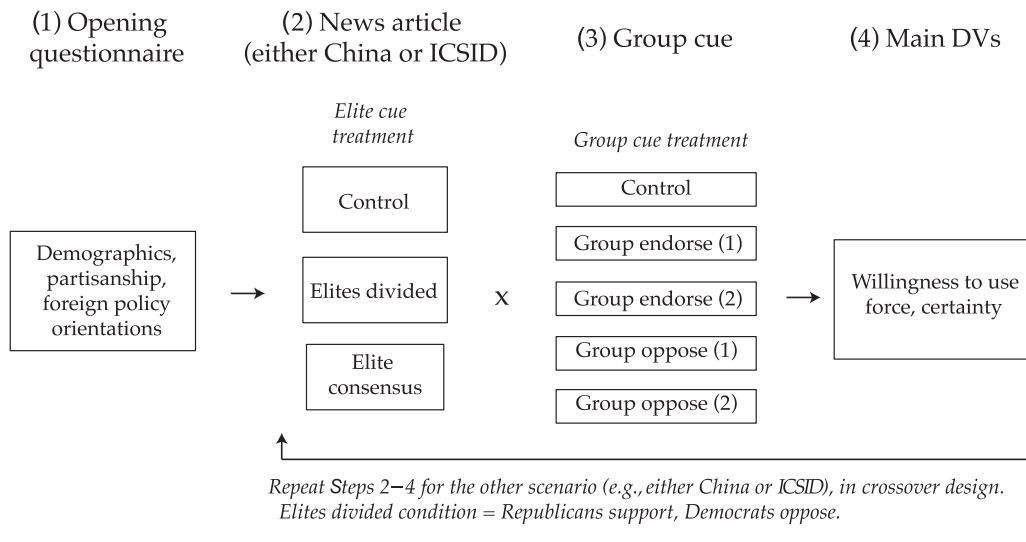 (1) Opening
questionnaire
(2) News article
(either China or ICSID)
(3) Group cue
(4) Main DVs
Elite cue
treatment
Group cue treatment
Control
Elites divided
Elite
consensus
Demographics,
partisanship,
foreign policy
orientations
x
Control
Group endorse (1)
Group endorse (2)
Group oppose (1)
Group oppose (2)
Willingness to use
force, certainty
Repeat Steps 2–4 for the other scenario (e.g., either China or ICSID), in crossover design.
Elites divided condition = Republicans support, Democrats oppose.